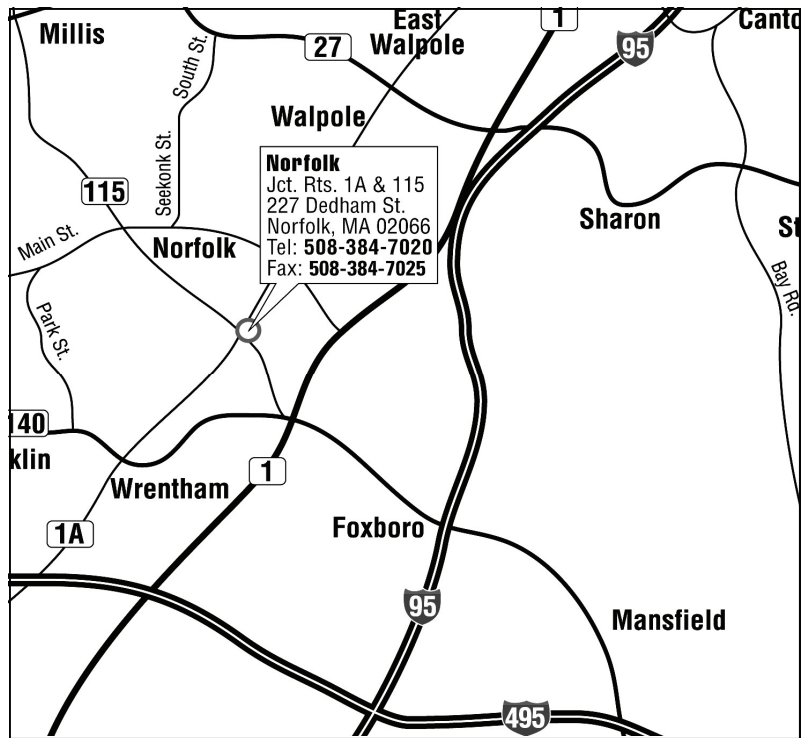 Millis
East
Walpole
1
95
Canto
South St.
27
Walpole
Seekonk St.
115
Norfolk
Jct. Rts. 1A & 115
227 Dedham St.
Norfolk, MA 02066
Tel: 508-384-7020
Fax: 508-384-7025
Sharon
St
Main St.
Norfolk
Bay Rd.
Park St.
140
klin
Wrentham
1
1A
Foxboro
95
Mansfield
495